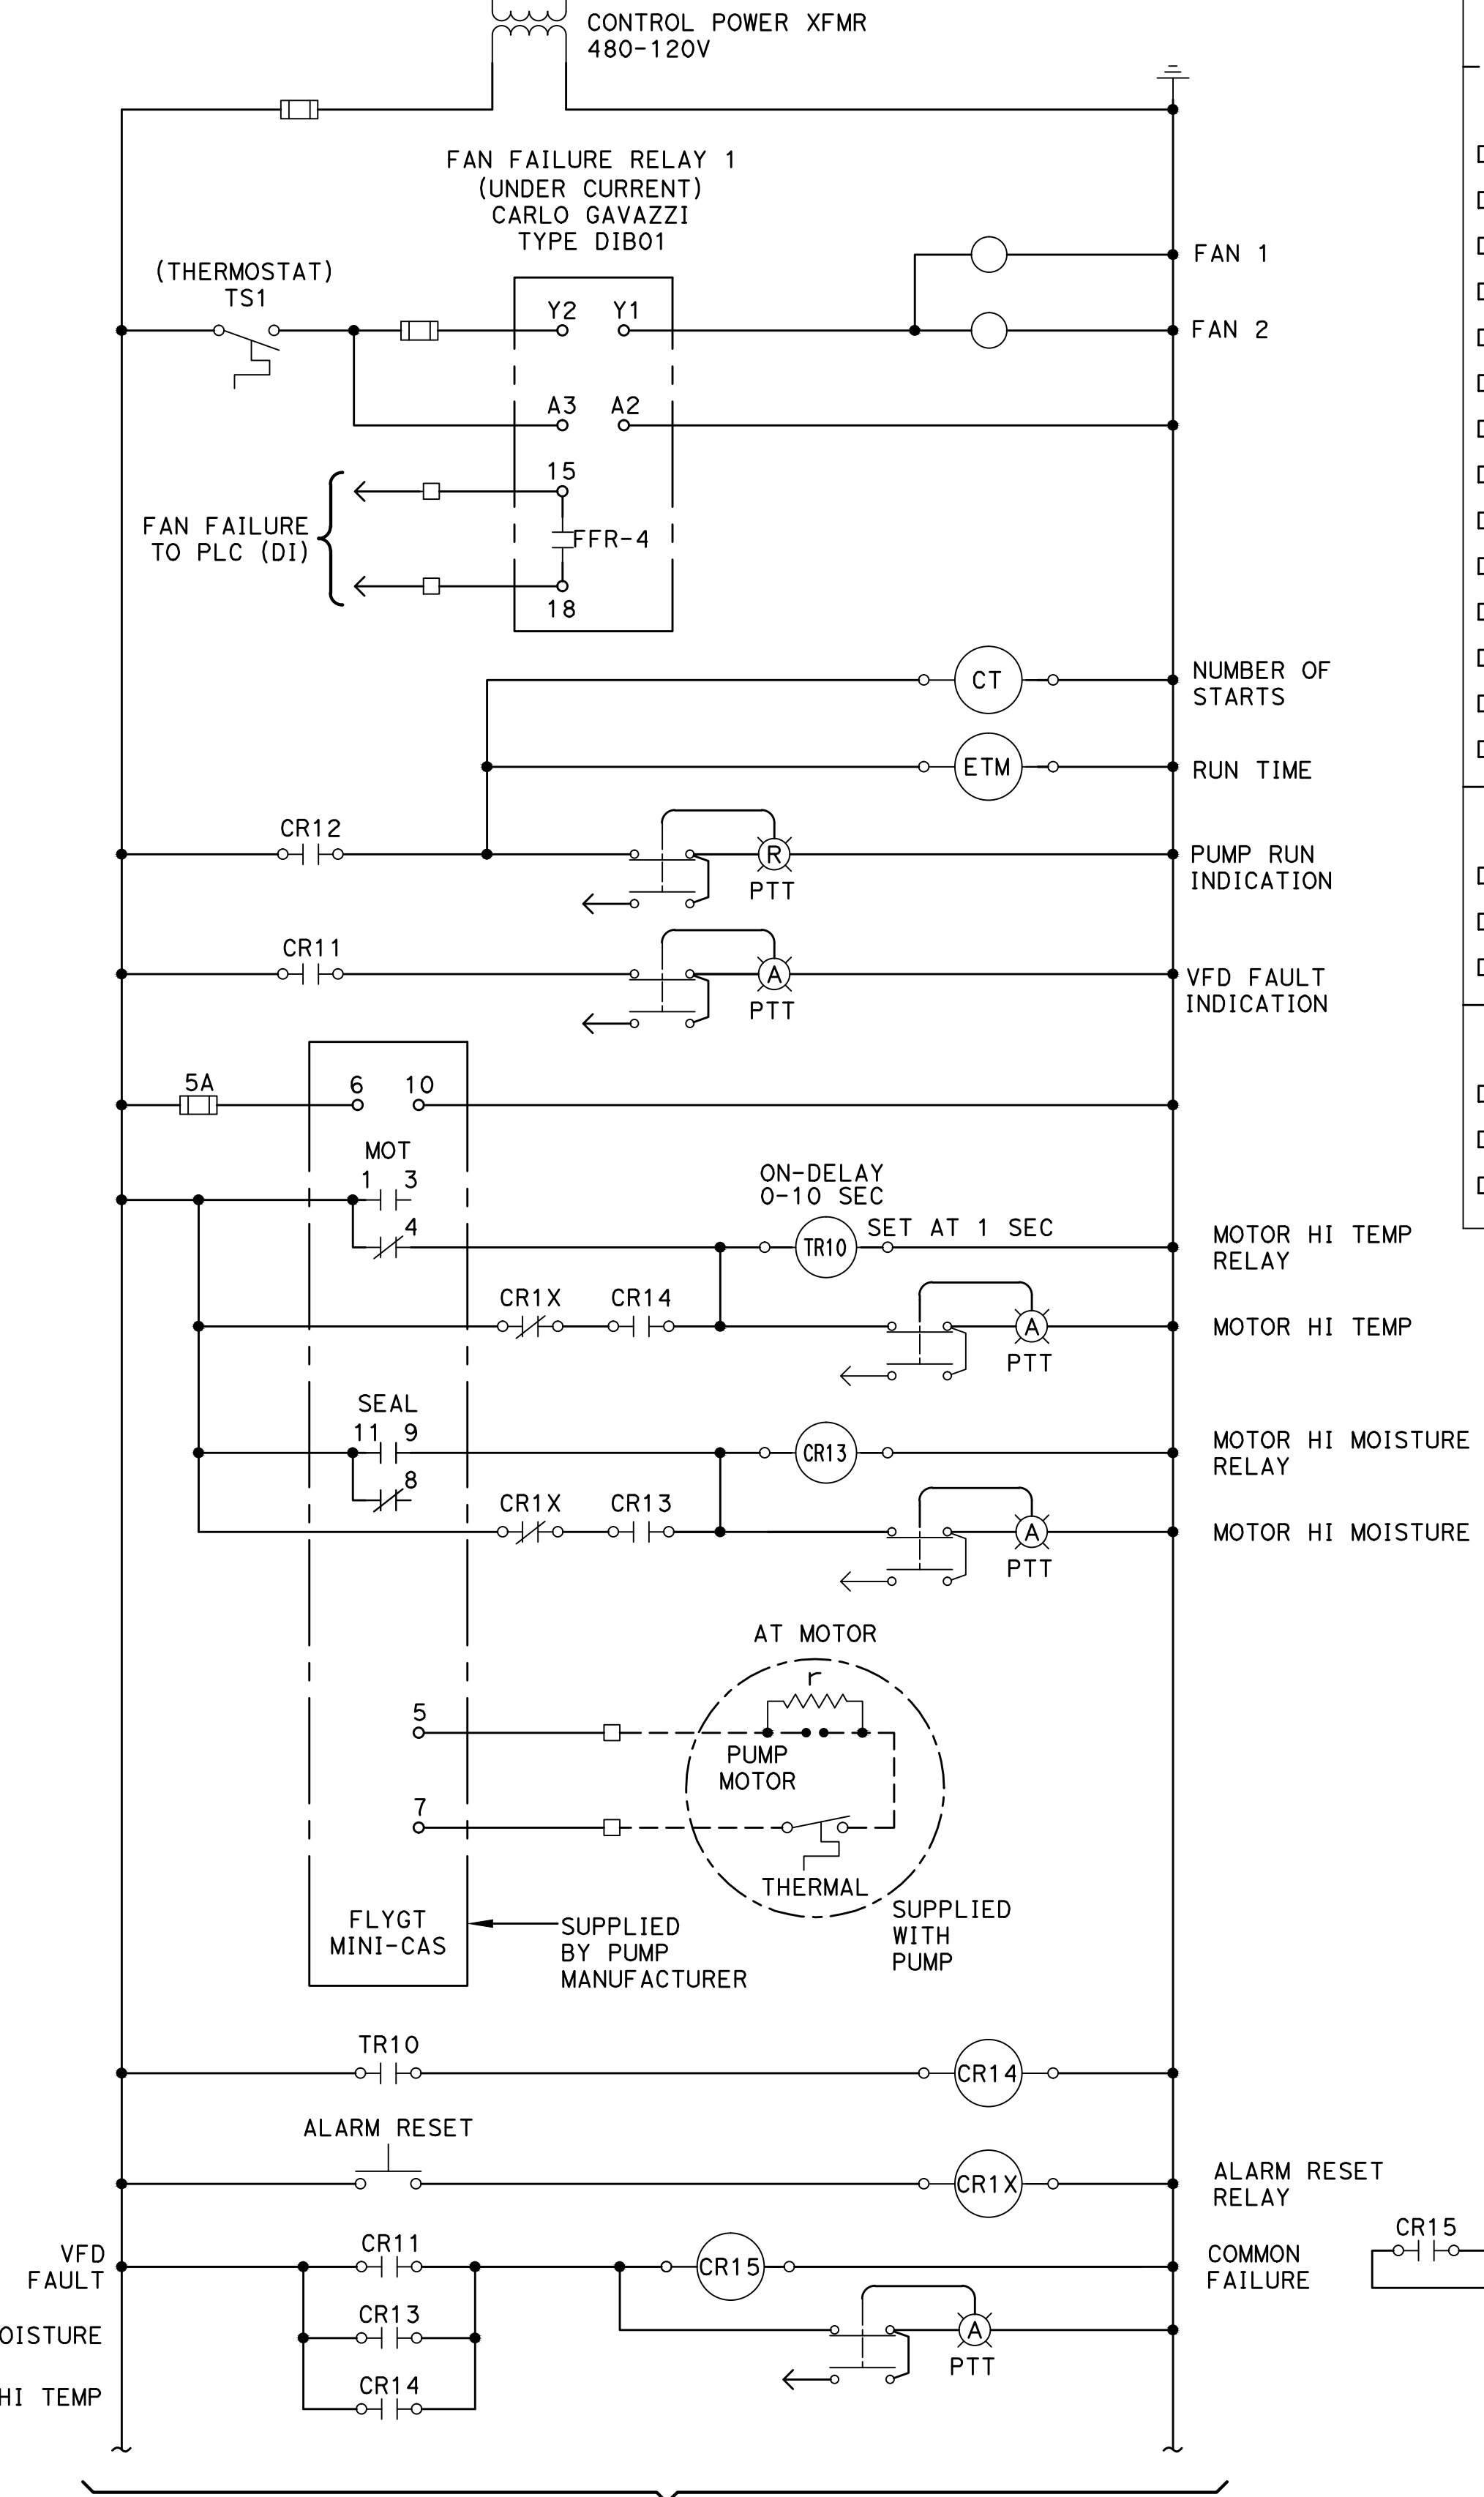 CONTROL POWER XFMR
480-120V
FAN FAILURE RELAY 1
(UNDER CURRENT)
CARLO GAVAZZI
TYPE DIB01
(THERMOSTAT)
TS1
Y2 Y1
FAN 1
FAN 2
A3 A2
15
FFR-4
18
FAN FAILURE
TO PLC (DI)
CT
NUMBER OF
STARTS
ETM
RUN TIME
CR12
R
PTT
PUMP RUN
INDICATION
CR11
A
PTT
VFD FAULT
INDICATION
5A
6 10
MOT
1 3
4
ON-DELAY
0-10 SEC
TR10
SET AT 1 SEC
MOTOR HI TEMP
RELAY
CR1X CR14
A
PTT
MOTOR HI TEMP
SEAL
11 9
8
CR13
MOTOR HI MOISTURE
RELAY
CR1X CR13
A
PTT
MOTOR HI MOISTURE
AT MOTOR
r
5
PUMP
MOTOR
7
THERMAL
FLYGT
MINI-CAS
SUPPLIED
BY PUMP
MANUFACTURER
SUPPLIED
WITH
PUMP
TR10
CR14
ALARM RESET
CR1X
ALARM RESET
RELAY
VFD
FAULT
CR11
CR15
COMMON
FAILURE
CR15
OISTURE
CR13
A
PTT
HI TEMP
CR14